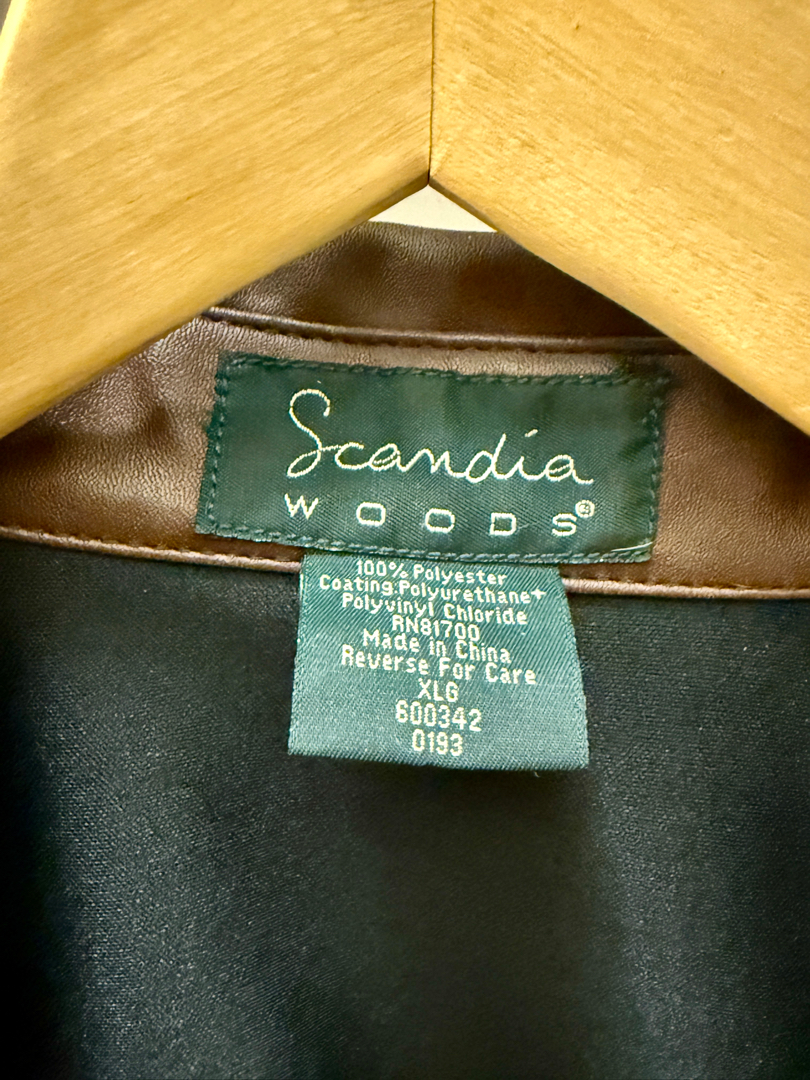 Scandia
WOODS®
100% Polyester
Coating:Polyurethane+
Polyvinyl Chloride
RN81700
Made in China
Reverse For Care
XLG
600342
0193